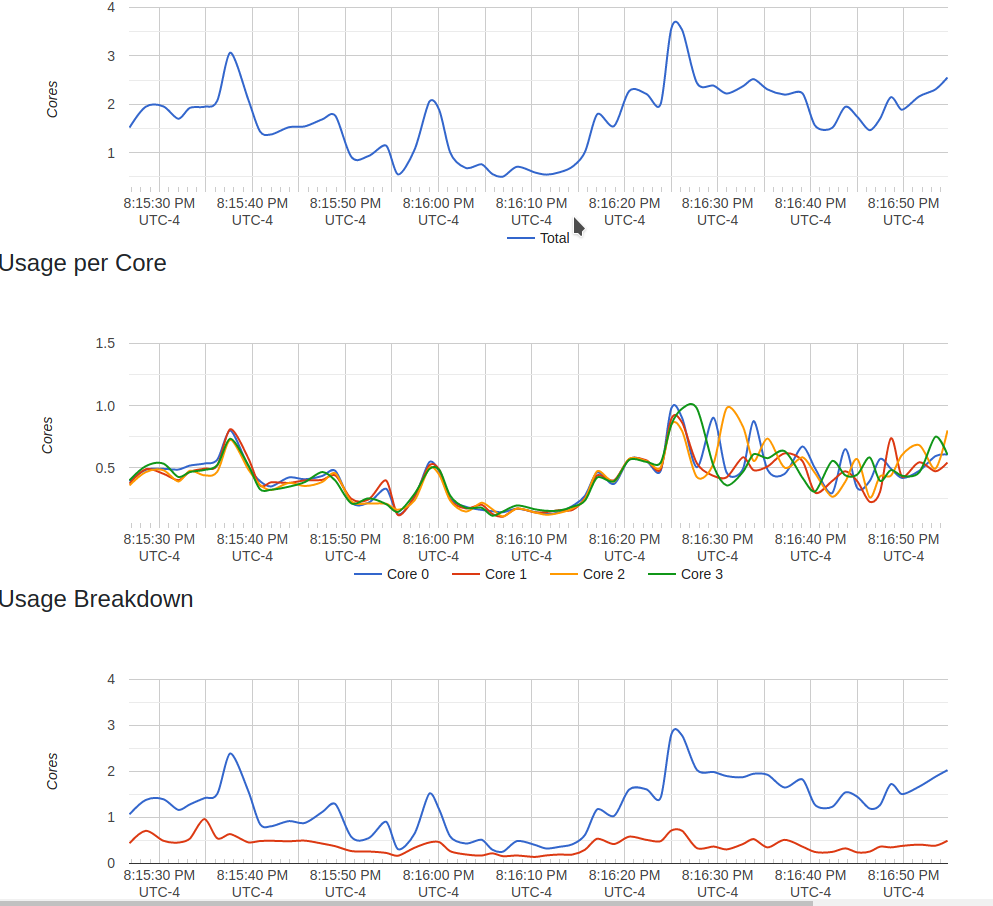 4
3
2
1
Cores
8:15:30 PM 8:15:40 PM 8:15:50 PM 8:16:00 PM 8:16:10 PM 8:16:20 PM 8:16:30 PM 8:16:40 PM 8:16:50 PM
UTC-4 UTC-4 UTC-4 UTC-4 UTC-4 UTC-4 UTC-4 UTC-4 UTC-4
Total
Usage per Core
1.5
1.0
0.5
Cores
8:15:30 PM 8:15:40 PM 8:15:50 PM 8:16:00 PM 8:16:10 PM 8:16:20 PM 8:16:30 PM 8:16:40 PM 8:16:50 PM
UTC-4 UTC-4 UTC-4 UTC-4 UTC-4 UTC-4 UTC-4 UTC-4 UTC-4
Core 0 Core 1 Core 2 Core 3
Usage Breakdown
4
3
2
1
0
Cores
8:15:30 PM 8:15:40 PM 8:15:50 PM 8:16:00 PM 8:16:10 PM 8:16:20 PM 8:16:30 PM 8:16:40 PM 8:16:50 PM
UTC-4 UTC-4 UTC-4 UTC-4 UTC-4 UTC-4 UTC-4 UTC-4 UTC-4